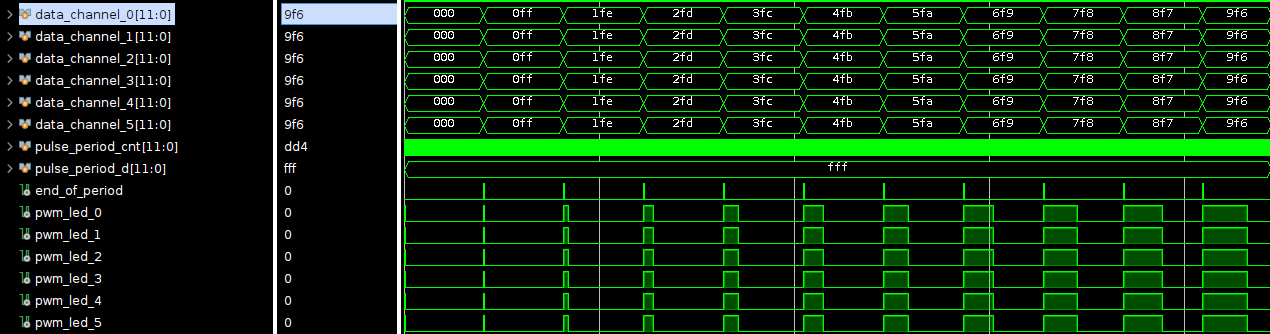 data_channel_0[11:0] 9f6 000 0ff 1fe 2fd 3fc 4fb 5fa 6f9 7f8 8f7 9f6
data_channel_1[11:0] 9f6 000 0ff 1fe 2fd 3fc 4fb 5fa 6f9 7f8 8f7 9f6
data_channel_2[11:0] 9f6 000 0ff 1fe 2fd 3fc 4fb 5fa 6f9 7f8 8f7 9f6
data_channel_3[11:0] 9f6 000 0ff 1fe 2fd 3fc 4fb 5fa 6f9 7f8 8f7 9f6
data_channel_4[11:0] 9f6 000 0ff 1fe 2fd 3fc 4fb 5fa 6f9 7f8 8f7 9f6
data_channel_5[11:0] 9f6 000 0ff 1fe 2fd 3fc 4fb 5fa 6f9 7f8 8f7 9f6
pulse_period_cnt[11:0] dd4
pulse_period_d[11:0] fff fff
end_of_period 0
pwm_led_0 0
pwm_led_1 0
pwm_led_2 0
pwm_led_3 0
pwm_led_4 0
pwm_led_5 0